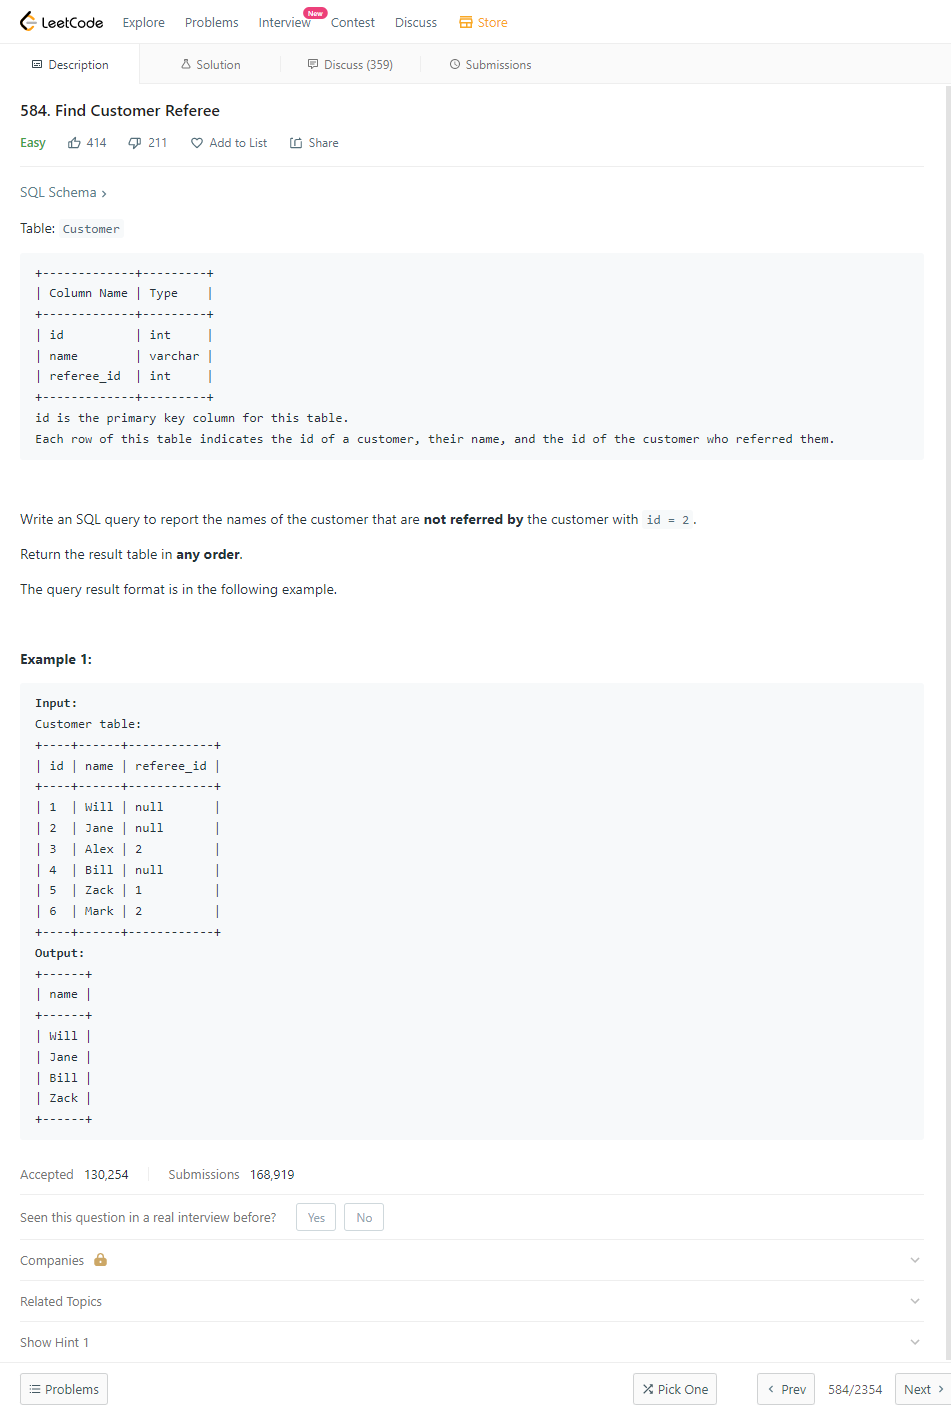 LeetCode Explore Problems Interview New Contest Discuss Store
Description Solution Discuss (359) Submissions
584. Find Customer Referee
Easy 414 211 Add to List Share
SQL Schema ›
Table: Customer
+-------------+---------+
| Column Name | Type    |
+-------------+---------+
| id          | int     |
| name        | varchar |
| referee_id  | int     |
+-------------+---------+
id is the primary key column for this table.
Each row of this table indicates the id of a customer, their name, and the id of the customer who referred them.
Write an SQL query to report the names of the customer that are not referred by the customer with id = 2.
Return the result table in any order.
The query result format is in the following example.
Example 1:
Input:
Customer table:
+----+------+------------+
| id | name | referee_id |
+----+------+------------+
| 1  | Will | null       |
| 2  | Jane | null       |
| 3  | Alex | 2          |
| 4  | Bill | null       |
| 5  | Zack | 1          |
| 6  | Mark | 2          |
+----+------+------------+
Output:
+------+
| name |
+------+
| Will |
| Jane |
| Bill |
| Zack |
+------+
Accepted 130,254 Submissions 168,919
Seen this question in a real interview before? Yes No
Companies
Related Topics
Show Hint 1
Problems Pick One ‹ Prev 584/2354 Next ›